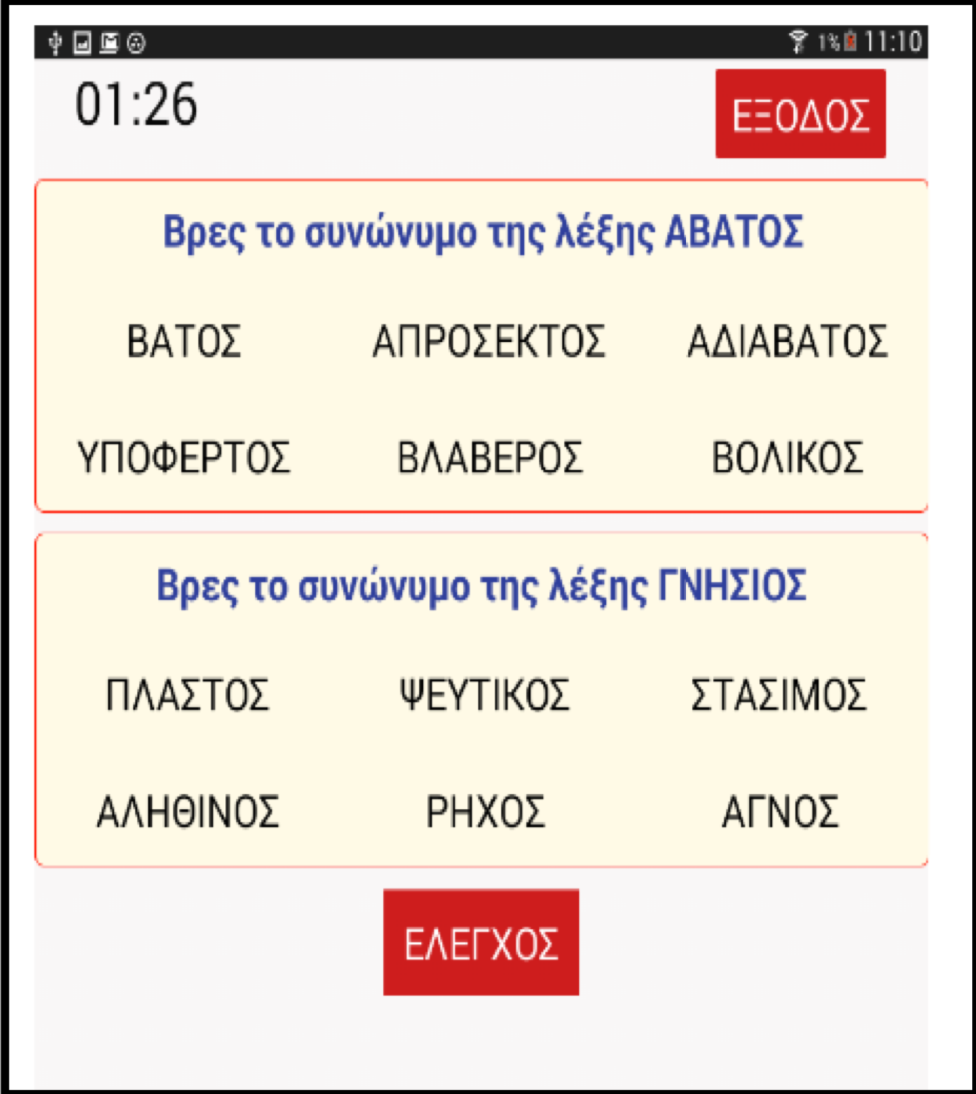 1% 11:10
01:26
ΕΞΟΔΟΣ
Βρες το συνώνυμο της λέξης ΑΒΑΤΟΣ
ΒΑΤΟΣ ΑΠΡΟΣΕΚΤΟΣ ΑΔΙΑΒΑΤΟΣ
ΥΠΟΦΕΡΤΟΣ ΒΛΑΒΕΡΟΣ ΒΟΛΙΚΟΣ
Βρες το συνώνυμο της λέξης ΓΝΗΣΙΟΣ
ΠΛΑΣΤΟΣ ΨΕΥΤΙΚΟΣ ΣΤΑΣΙΜΟΣ
ΑΛΗΘΙΝΟΣ ΡΗΧΟΣ ΑΓΝΟΣ
ΕΛΕΓΧΟΣ